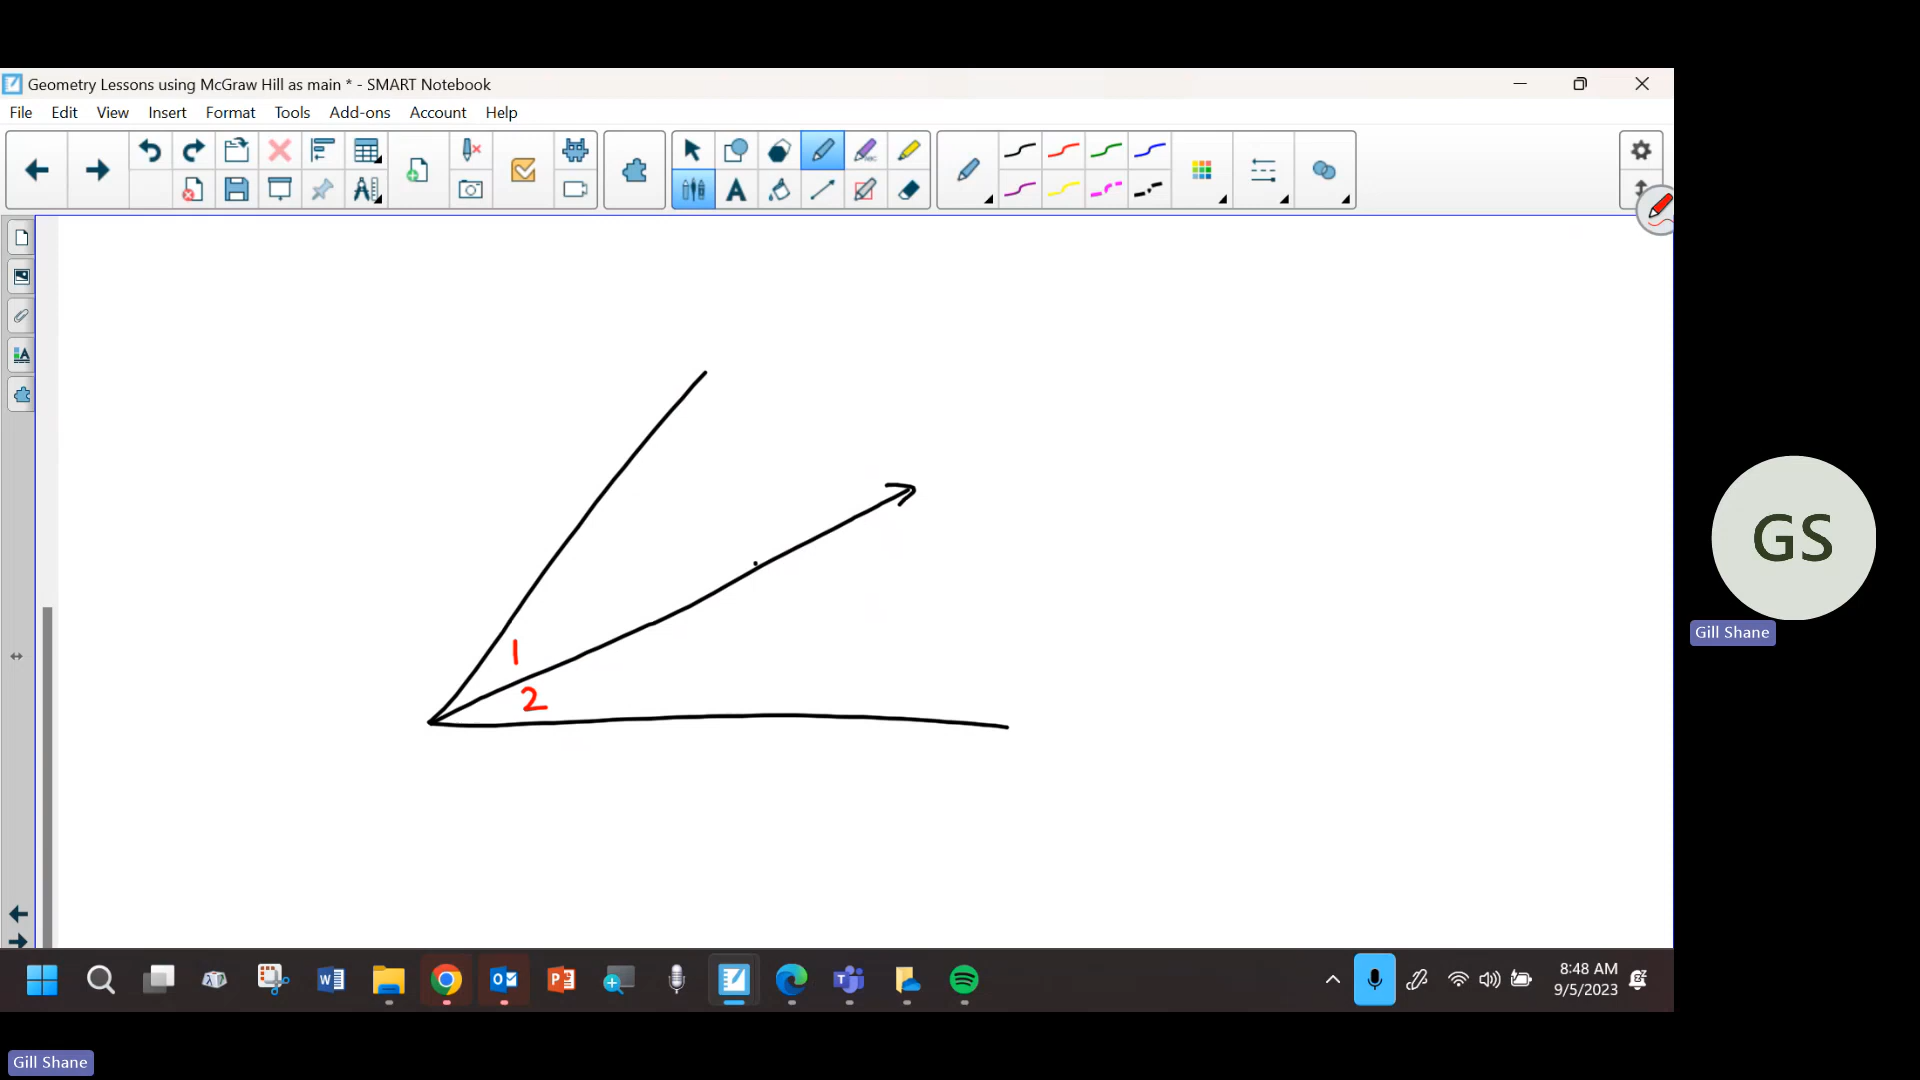 Geometry Lessons using McGraw Hill as main * - SMART Notebook
File Edit View Insert Format Tools Add-ons Account Help
1
2
GS
Gill Shane
8:48 AM
9/5/2023
Gill Shane